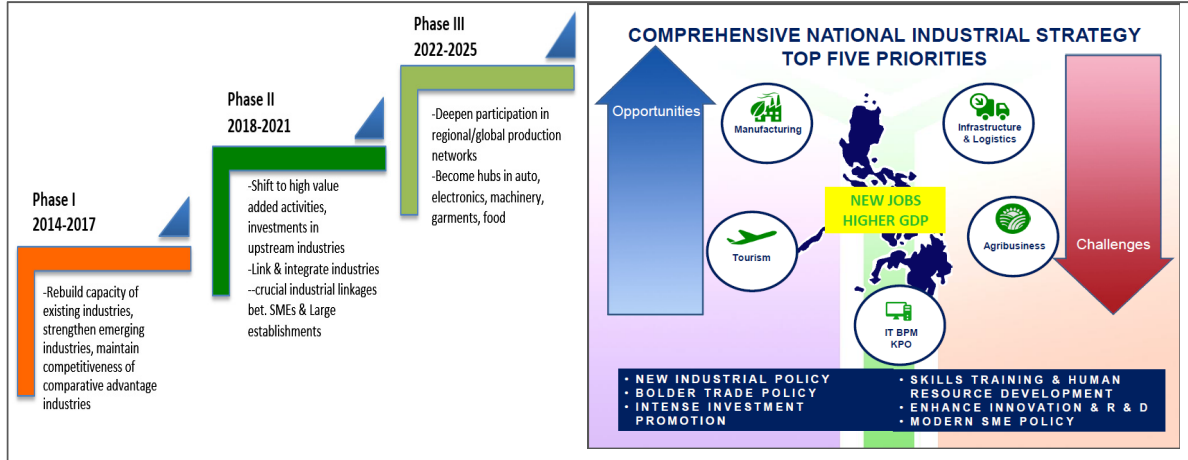 Phase I
2014-2017
-Rebuild capacity of
existing industries,
strengthen emerging
industries, maintain
competitiveness of
comparative advantage
industries
Phase II
2018-2021
-Shift to high value
added activities,
investments in
upstream industries
-Link & integrate industries
--crucial industrial linkages
bet. SMEs & Large
establishments
Phase III
2022-2025
-Deepen participation in
regional/global production
networks
-Become hubs in auto,
electronics, machinery,
garments, food
COMPREHENSIVE NATIONAL INDUSTRIAL STRATEGY
TOP FIVE PRIORITIES
Opportunities
Manufacturing
Infrastructure
& Logistics
NEW JOBS
HIGHER GDP
Tourism
Agribusiness
Challenges
IT BPM
KPO
• NEW INDUSTRIAL POLICY
• BOLDER TRADE POLICY
• INTENSE INVESTMENT
PROMOTION
• SKILLS TRAINING & HUMAN
RESOURCE DEVELOPMENT
• ENHANCE INNOVATION & R & D
• MODERN SME POLICY